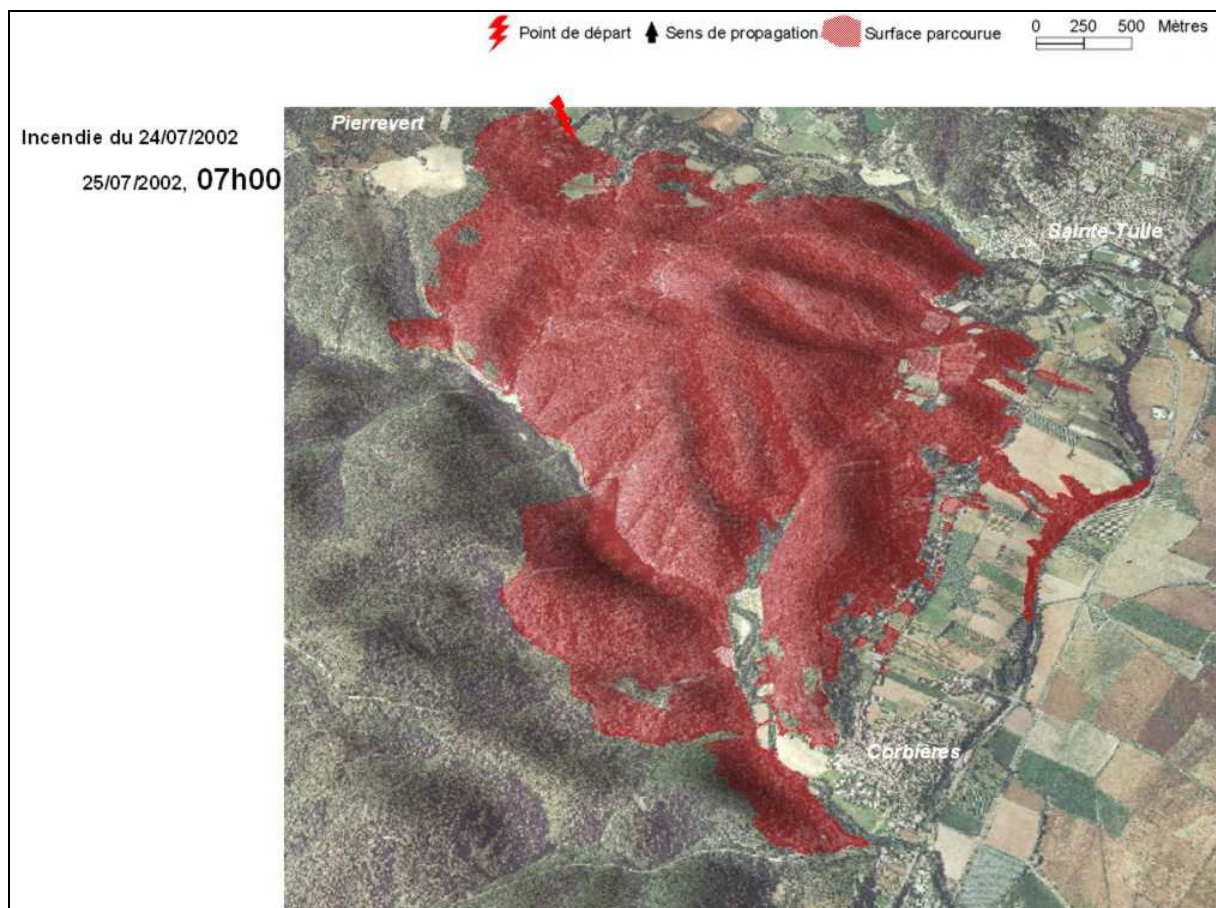 Point de départ Sens de propagation Surface parcourue 0 250 500 Mètres
Pierrevert
Incendie du 24/07/2002
25/07/2002, 07h00
Sainte-Tulle
Corbières